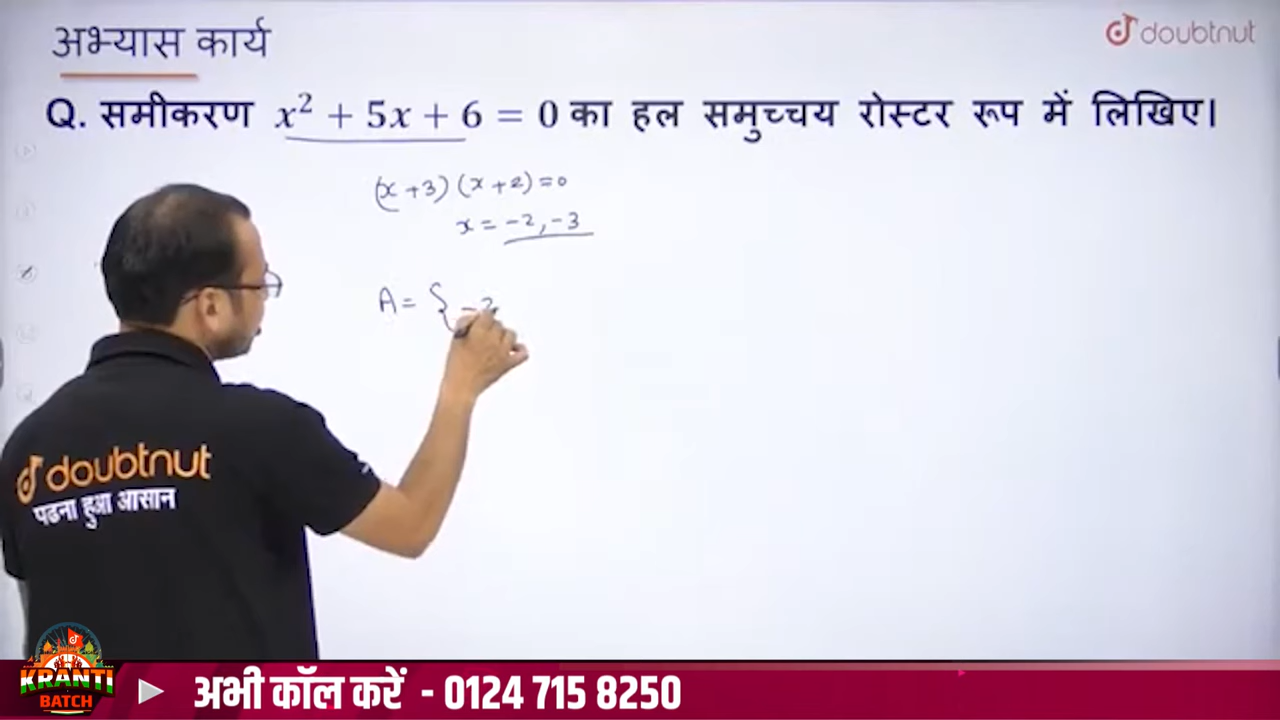 अभ्यास कार्य
doubtnut
Q. समीकरण x² + 5x + 6 = 0 का हल समुच्चय रोस्टर रूप में लिखिए।
(x+3) (x+2) = 0
x = -2, -3
A = { -2
doubtnut
पढना हुआ आसान
KRANTI
BATCH
अभी कॉल करें - 0124 715 8250